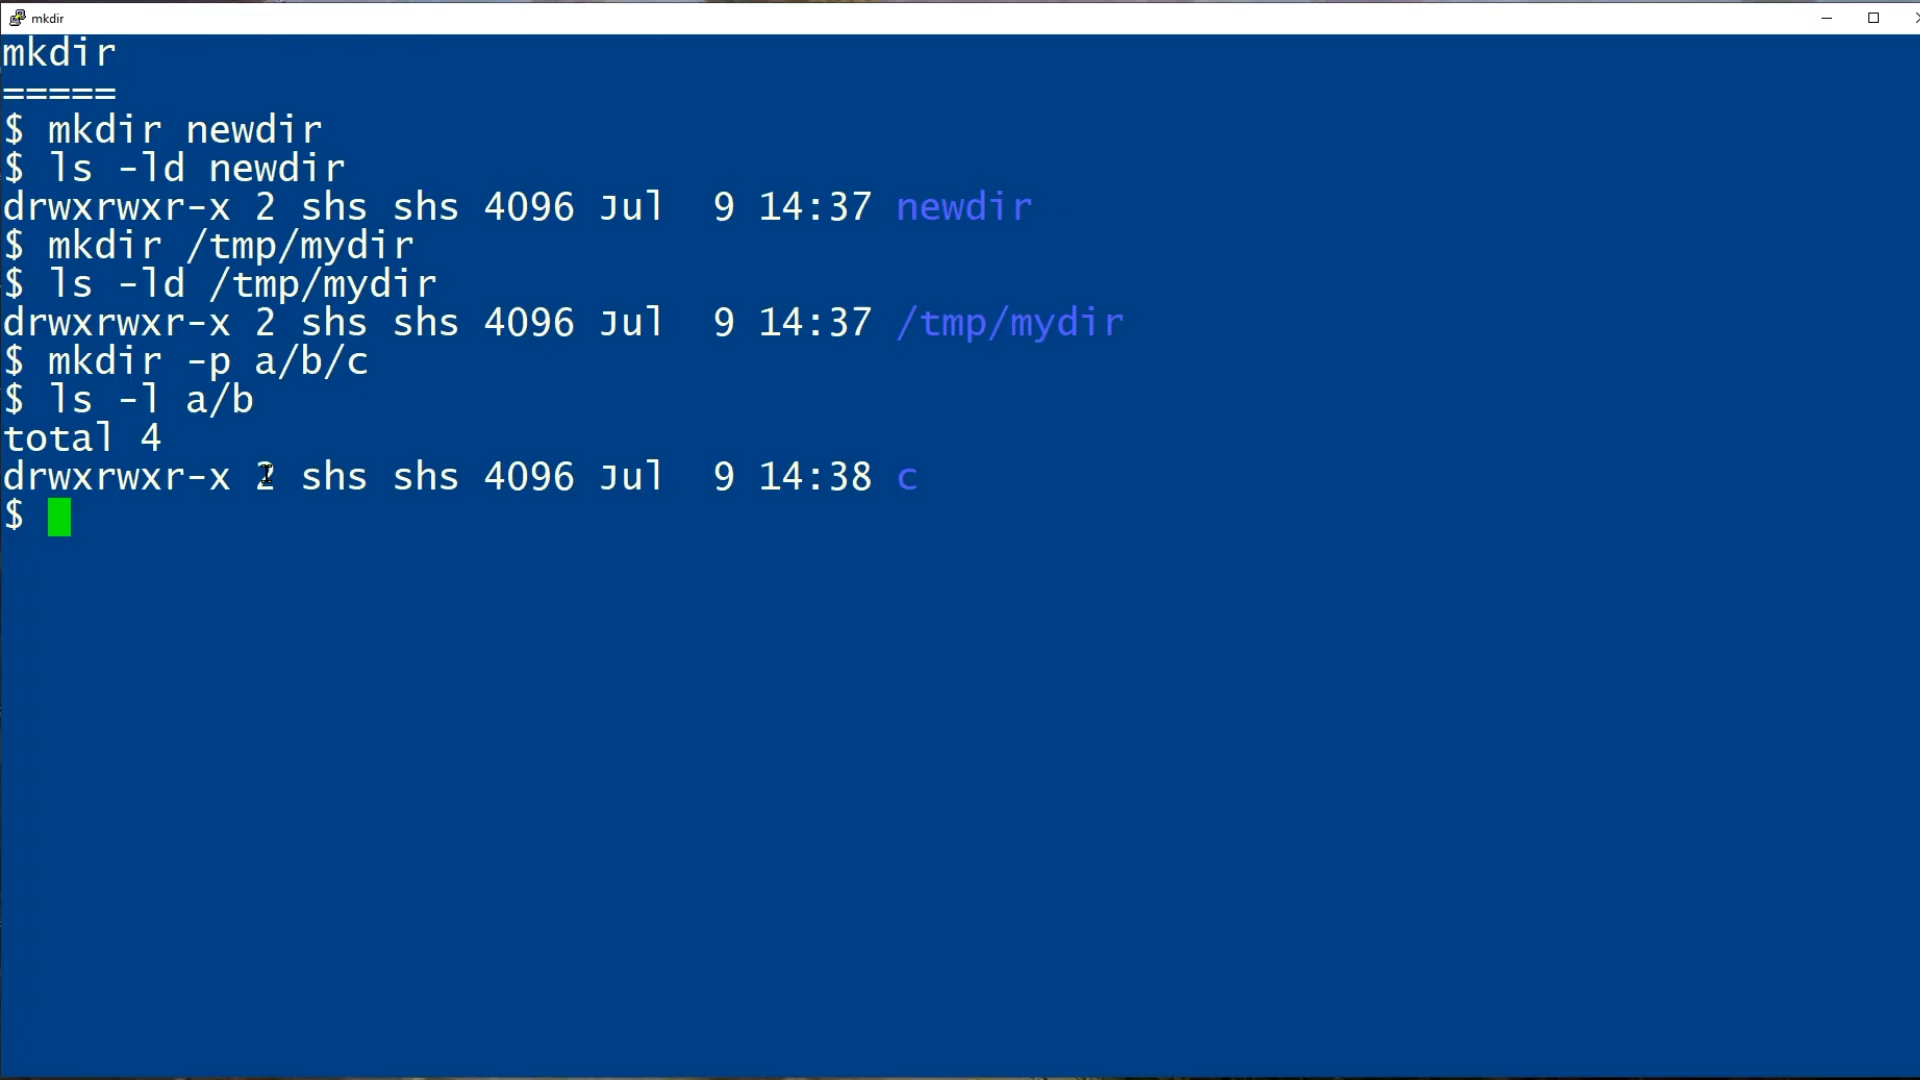 mkdir
mkdir
=====
$ mkdir newdir
$ ls -ld newdir
drwxrwxr-x 2 shs shs 4096 Jul  9 14:37 newdir
$ mkdir /tmp/mydir
$ ls -ld /tmp/mydir
drwxrwxr-x 2 shs shs 4096 Jul  9 14:37 /tmp/mydir
$ mkdir -p a/b/c
$ ls -l a/b
total 4
drwxrwxr-x 2 shs shs 4096 Jul  9 14:38 c
$